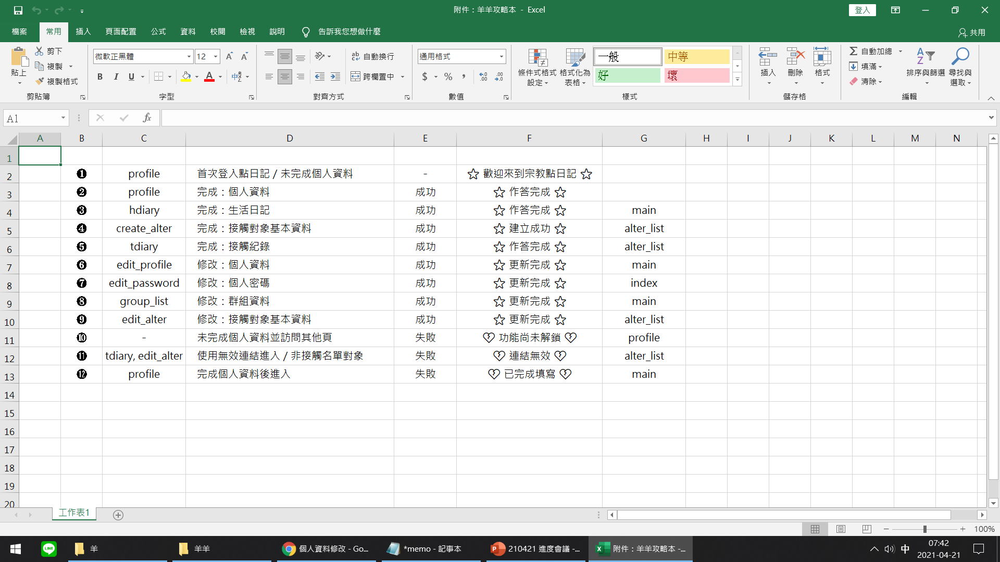 附件：羊羊攻略本 - Excel
登入
檔案 常用 插入 頁面配置 公式 資料 校閱 檢視 說明 告訴我您想做什麼
共用
貼上
剪下
複製
複製格式
剪貼簿
微軟正黑體 12
B I U
字型
自動換行
跨欄置中
對齊方式
通用格式
$ % ,
數值
條件式格式設定
格式化為表格
一般 中等
好 壞
樣式
插入 刪除 格式
儲存格
自動加總
填滿
清除
排序與篩選
尋找與選取
編輯
A1
fx
A B C D E F G H I J K L M N
1
2 ❶ profile 首次登入點日記 / 未完成個人資料 - ☆ 歡迎來到宗教點日記 ☆
3 ❷ profile 完成：個人資料 成功 ☆ 作答完成 ☆
4 ❸ hdiary 完成：生活日記 成功 ☆ 作答完成 ☆ main
5 ❹ create_alter 完成：接觸對象基本資料 成功 ☆ 建立成功 ☆ alter_list
6 ❺ tdiary 完成：接觸紀錄 成功 ☆ 作答完成 ☆ alter_list
7 ❻ edit_profile 修改：個人資料 成功 ☆ 更新完成 ☆ main
8 ❼ edit_password 修改：個人密碼 成功 ☆ 更新完成 ☆ index
9 ❽ group_list 修改：群組資料 成功 ☆ 更新完成 ☆ main
10 ❾ edit_alter 修改：接觸對象基本資料 成功 ☆ 更新完成 ☆ alter_list
11 ❿ - 未完成個人資料並訪問其他頁 失敗 💔 功能尚未解鎖 💔 profile
12 ⓫ tdiary, edit_alter 使用無效連結進入 / 非接觸名單對象 失敗 💔 連結無效 💔 alter_list
13 ⓬ profile 完成個人資料後進入 失敗 💔 已完成填寫 💔 main
14
15
16
17
18
19
20
工作表1
100%
LINE
羊
羊羊
個人資料修改 - Go...
*memo - 記事本
210421 進度會議 -...
附件：羊羊攻略本 -...
中
07:42
2021-04-21